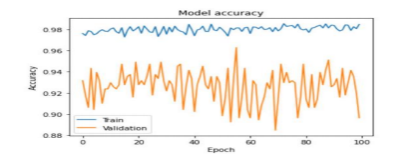 Model accuracy
0.98
0.96
0.94
0.92
0.90
0.88
Accuracy
Train
Validation
0 20 40 60 80 100
Epoch